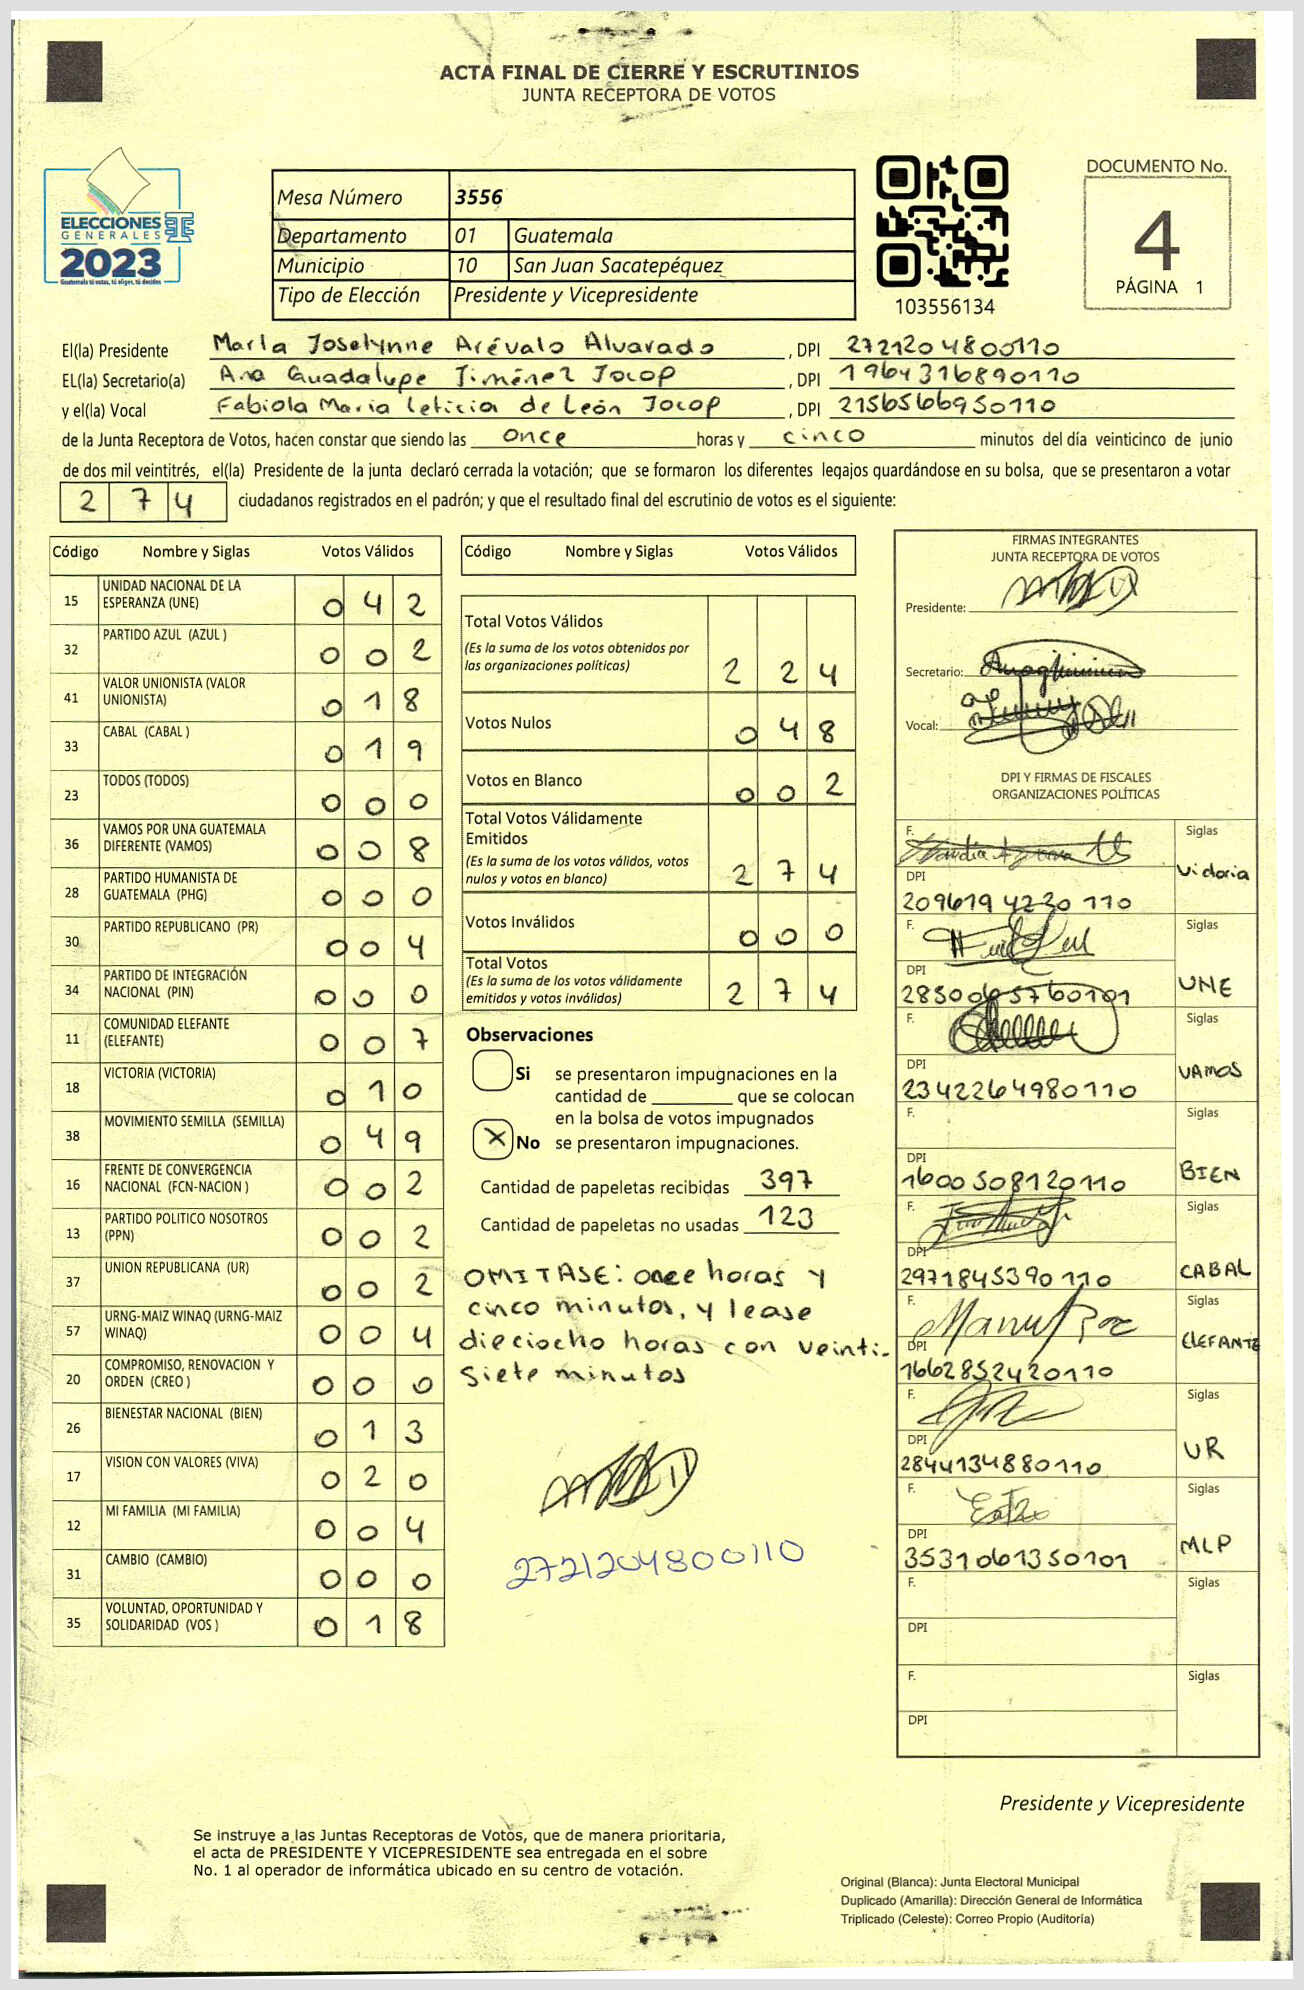 ACTA FINAL DE CIERRE Y ESCRUTINIOS
JUNTA RECEPTORA DE VOTOS
ELECCIONES
GENERALES
2023
Guatemala tú votas, tú eliges, tú decides
Mesa Número 3556
Departamento 01 Guatemala
Municipio 10 San Juan Sacatepéquez
Tipo de Elección Presidente y Vicepresidente
103556134
DOCUMENTO No.
4
PÁGINA 1
El(la) Presidente Marla Joselynne Arévalo Alvarado , DPI 2721204800110
EL(la) Secretario(a) Ana Guadalupe Jiménez Jocop , DPI 1964316890110
y el(la) Vocal Fabiola María Leticia de León Jocop , DPI 2156566950110
de la Junta Receptora de Votos, hacen constar que siendo las once horas y cinco minutos del día veinticinco de junio
de dos mil veintitrés, el(la) Presidente de la junta declaró cerrada la votación; que se formaron los diferentes legajos guardándose en su bolsa, que se presentaron a votar
2 7 4 ciudadanos registrados en el padrón; y que el resultado final del escrutinio de votos es el siguiente:
Código Nombre y Siglas Votos Válidos
15 UNIDAD NACIONAL DE LA
ESPERANZA (UNE) 0 4 2
32 PARTIDO AZUL (AZUL ) 0 0 2
41 VALOR UNIONISTA (VALOR
UNIONISTA) 0 1 8
33 CABAL (CABAL ) 0 1 9
23 TODOS (TODOS) 0 0 0
36 VAMOS POR UNA GUATEMALA
DIFERENTE (VAMOS) 0 0 8
28 PARTIDO HUMANISTA DE
GUATEMALA (PHG) 0 0 0
30 PARTIDO REPUBLICANO (PR) 0 0 4
34 PARTIDO DE INTEGRACIÓN
NACIONAL (PIN) 0 0 0
11 COMUNIDAD ELEFANTE
(ELEFANTE) 0 0 7
18 VICTORIA (VICTORIA) 0 1 0
38 MOVIMIENTO SEMILLA (SEMILLA) 0 4 9
16 FRENTE DE CONVERGENCIA
NACIONAL (FCN-NACION ) 0 0 2
13 PARTIDO POLITICO NOSOTROS
(PPN) 0 0 2
37 UNION REPUBLICANA (UR) 0 0 2
57 URNG-MAIZ WINAQ (URNG-MAIZ
WINAQ) 0 0 4
20 COMPROMISO, RENOVACION Y
ORDEN (CREO ) 0 0 0
26 BIENESTAR NACIONAL (BIEN) 0 1 3
17 VISION CON VALORES (VIVA) 0 2 0
12 MI FAMILIA (MI FAMILIA) 0 0 4
31 CAMBIO (CAMBIO) 0 0 0
35 VOLUNTAD, OPORTUNIDAD Y
SOLIDARIDAD (VOS ) 0 1 8
Código Nombre y Siglas Votos Válidos
Total Votos Válidos
(Es la suma de los votos obtenidos por
las organizaciones políticas) 2 2 4
Votos Nulos 0 4 8
Votos en Blanco 0 0 2
Total Votos Válidamente
Emitidos
(Es la suma de los votos válidos, votos
nulos y votos en blanco) 2 7 4
Votos Inválidos 0 0 0
Total Votos
(Es la suma de los votos válidamente
emitidos y votos inválidos) 2 7 4
Observaciones
Si se presentaron impugnaciones en la
cantidad de ________ que se colocan
en la bolsa de votos impugnados
X No se presentaron impugnaciones.
Cantidad de papeletas recibidas 397
Cantidad de papeletas no usadas 123
OMITASE: once horas y
cinco minutos, y lease
dieciocho horas con veinti-
siete minutos
2721204800110
FIRMAS INTEGRANTES
JUNTA RECEPTORA DE VOTOS
Presidente:
Secretario:
Vocal:
DPI Y FIRMAS DE FISCALES
ORGANIZACIONES POLÍTICAS
F. Siglas
Victoria
DPI
2096194220110
F. Siglas
DPI UNE
2850065760101
F. Siglas
DPI VAMOS
2342264980110
F. Siglas
DPI BIEN
1600508120110
F. Siglas
DPI CABAL
2971845390110
F. Siglas
DPI ELEFANTE
1662852420110
F. Siglas
DPI UR
2844134880110
F. Siglas
DPI MLP
3531061350101
F. Siglas
DPI
F. Siglas
DPI
Presidente y Vicepresidente
Se instruye a las Juntas Receptoras de Votos, que de manera prioritaria,
el acta de PRESIDENTE Y VICEPRESIDENTE sea entregada en el sobre
No. 1 al operador de informática ubicado en su centro de votación.
Original (Blanca): Junta Electoral Municipal
Duplicado (Amarilla): Dirección General de Informática
Triplicado (Celeste): Correo Propio (Auditoría)